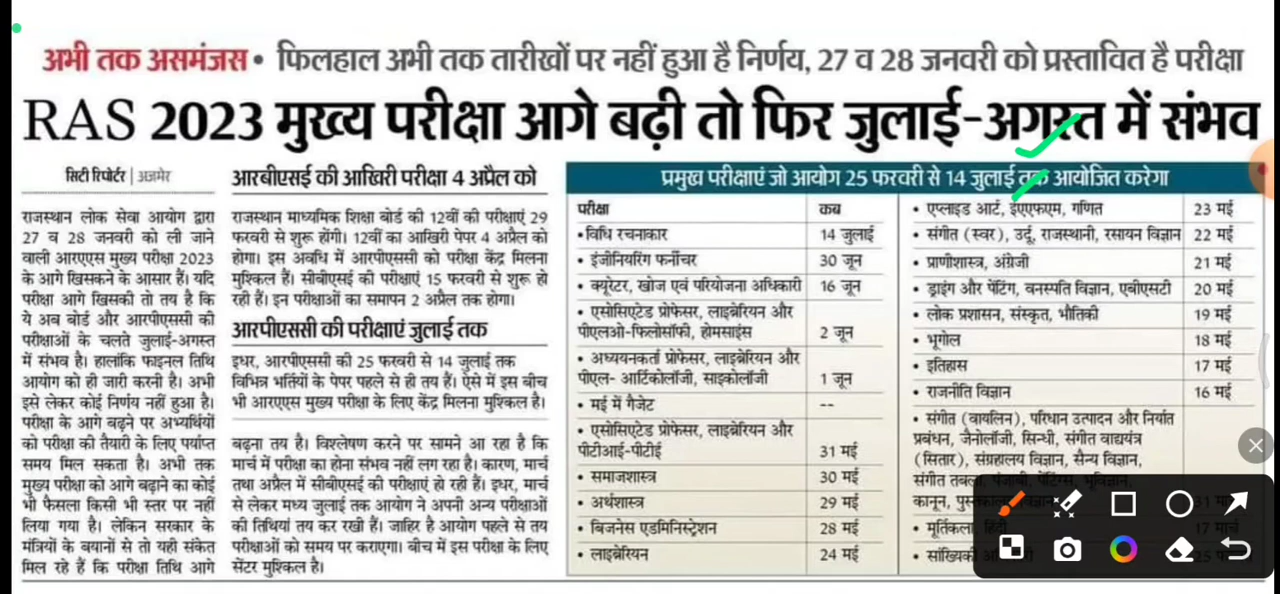 अभी तक असमंजस • फिलहाल अभी तक तारीखों पर नहीं हुआ है निर्णय, 27 व 28 जनवरी को प्रस्तावित है परीक्षा
RAS 2023 मुख्य परीक्षा आगे बढ़ी तो फिर जुलाई-अगस्त में संभव
सिटी रिपोर्टर | अजमेर
राजस्थान लोक सेवा आयोग द्वारा
27 व 28 जनवरी को ली जाने
वाली आरएएस मुख्य परीक्षा 2023
के आगे खिसकने के आसार हैं। यदि
परीक्षा आगे खिसकी तो तय है कि
ये अब बोर्ड और आरपीएससी की
परीक्षाओं के चलते जुलाई-अगस्त
में संभव है। हालांकि फाइनल तिथि
आयोग को ही जारी करनी है। अभी
इसे लेकर कोई निर्णय नहीं हुआ है।
परीक्षा के आगे बढ़ने पर अभ्यर्थियों
को परीक्षा की तैयारी के लिए पर्याप्त
समय मिल सकता है। अभी तक
मुख्य परीक्षा को आगे बढ़ाने का कोई
भी फैसला किसी भी स्तर पर नहीं
लिया गया है। लेकिन सरकार के
मंत्रियों के बयानों से तो यही संकेत
मिल रहे हैं कि परीक्षा तिथि आगे
आरबीएसई की आखिरी परीक्षा 4 अप्रैल को
राजस्थान माध्यमिक शिक्षा बोर्ड की 12वीं की परीक्षाएं 29
फरवरी से शुरू होंगी। 12वीं का आखिरी पेपर 4 अप्रैल को
होगा। इस अवधि में आरपीएससी को परीक्षा केंद्र मिलना
मुश्किल हैं। सीबीएसई की परीक्षाएं 15 फरवरी से शुरू हो
रही हैं। इन परीक्षाओं का समापन 2 अप्रैल तक होगा।
आरपीएससी की परीक्षाएं जुलाई तक
इधर, आरपीएससी की 25 फरवरी से 14 जुलाई तक
विभिन्न भर्तियों के पेपर पहले से ही तय हैं। ऐसे में इस बीच
भी आरएएस मुख्य परीक्षा के लिए केंद्र मिलना मुश्किल है।
बढ़ना तय है। विश्लेषण करने पर सामने आ रहा है कि
मार्च में परीक्षा का होना संभव नहीं लग रहा है। कारण, मार्च
तथा अप्रैल में सीबीएसई की परीक्षाएं हो रही हैं। इधर, मार्च
से लेकर मध्य जुलाई तक आयोग ने अपनी अन्य परीक्षाओं
की तिथियां तय कर रखी हैं। जाहिर है आयोग पहले से तय
परीक्षाओं को समय पर कराएगा। बीच में इस परीक्षा के लिए
सेंटर मुश्किल है।
प्रमुख परीक्षाएं जो आयोग 25 फरवरी से 14 जुलाई तक आयोजित करेगा
परीक्षा कब
• विधि रचनाकार 14 जुलाई
• इंजीनियरिंग फर्नीचर 30 जून
• क्यूरेटर, खोज एवं परियोजना अधिकारी 16 जून
• एसोसिएटेड प्रोफेसर, लाइब्रेरियन और
पीएलओ-फिलोसॉफी, होमसाइंस 2 जून
• अध्ययनकर्ता प्रोफेसर, लाइब्रेरियन और
पीएल- आर्टिकोलॉजी, साइकोलॉजी 1 जून
• मई में गैजेट --
• एसोसिएटेड प्रोफेसर, लाइब्रेरियन और
पीटीआई-पीटीई 31 मई
• समाजशास्त्र 30 मई
• अर्थशास्त्र 29 मई
• बिजनेस एडमिनिस्ट्रेशन 28 मई
• लाइब्रेरियन 24 मई
• एप्लाइड आर्ट, ईएएफएम, गणित 23 मई
• संगीत (स्वर), उर्दू, राजस्थानी, रसायन विज्ञान 22 मई
• प्राणीशास्त्र, अंग्रेजी 21 मई
• ड्राइंग और पेंटिंग, वनस्पति विज्ञान, एबीएसटी 20 मई
• लोक प्रशासन, संस्कृत, भौतिकी 19 मई
• भूगोल 18 मई
• इतिहास 17 मई
• राजनीति विज्ञान 16 मई
• संगीत (वायलिन), परिधान उत्पादन और निर्यात
प्रबंधन, जैनोलॉजी, सिन्धी, संगीत वाद्ययंत्र
(सितार), संग्रहालय विज्ञान, सैन्य विज्ञान,
संगीत तबला, पंजाबी, पेंटिंग्स, भूविज्ञान,
कानून,
• मूर्तिकला हिंदी 17 मार्च
• सांख्यिकी